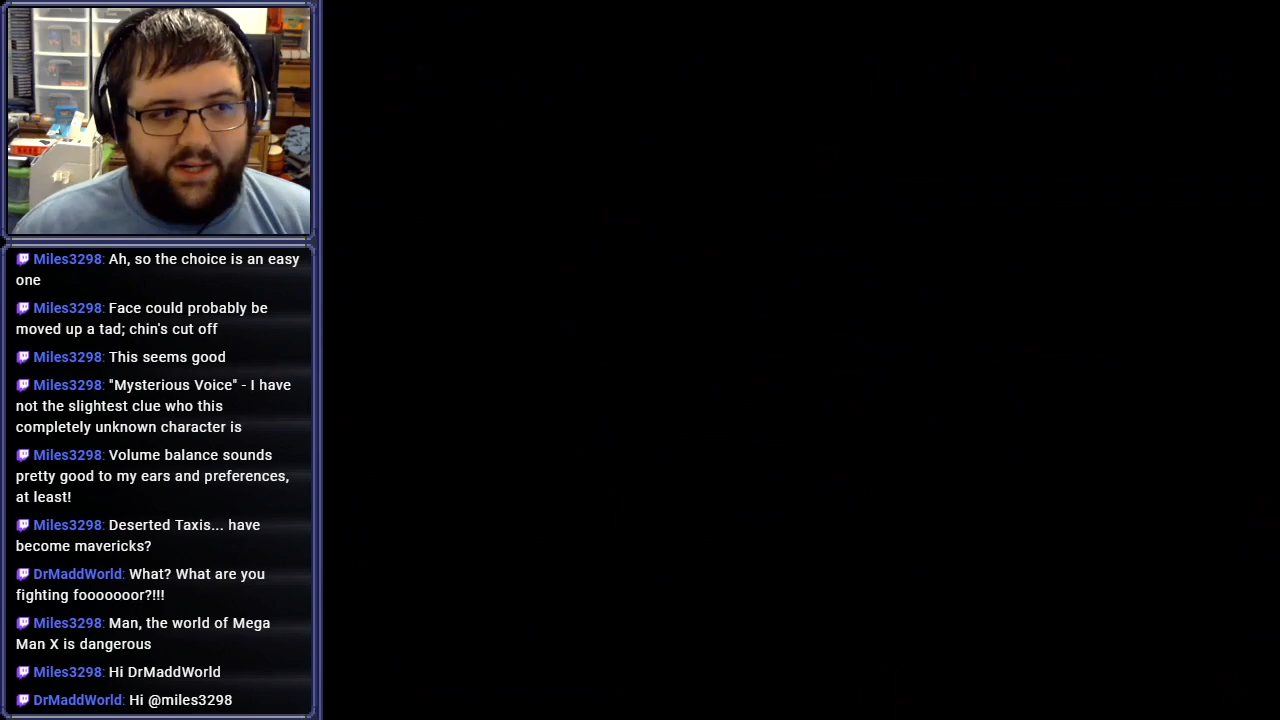 Miles3298: Ah, so the choice is an easy
one
Miles3298: Face could probably be
moved up a tad; chin's cut off
Miles3298: This seems good
Miles3298: "Mysterious Voice" - I have
not the slightest clue who this
completely unknown character is
Miles3298: Volume balance sounds
pretty good to my ears and preferences,
at least!
Miles3298: Deserted Taxis... have
become mavericks?
DrMaddWorld: What? What are you
fighting fooooooor?!!!
Miles3298: Man, the world of Mega
Man X is dangerous
Miles3298: Hi DrMaddWorld
DrMaddWorld: Hi @miles3298